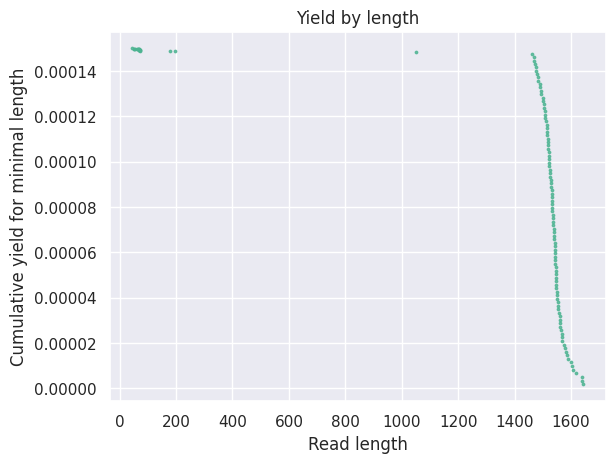 Yield by length
Cumulative yield for minimal length
0.00014
0.00012
0.00010
0.00008
0.00006
0.00004
0.00002
0.00000
0 200 400 600 800 1000 1200 1400 1600
Read length